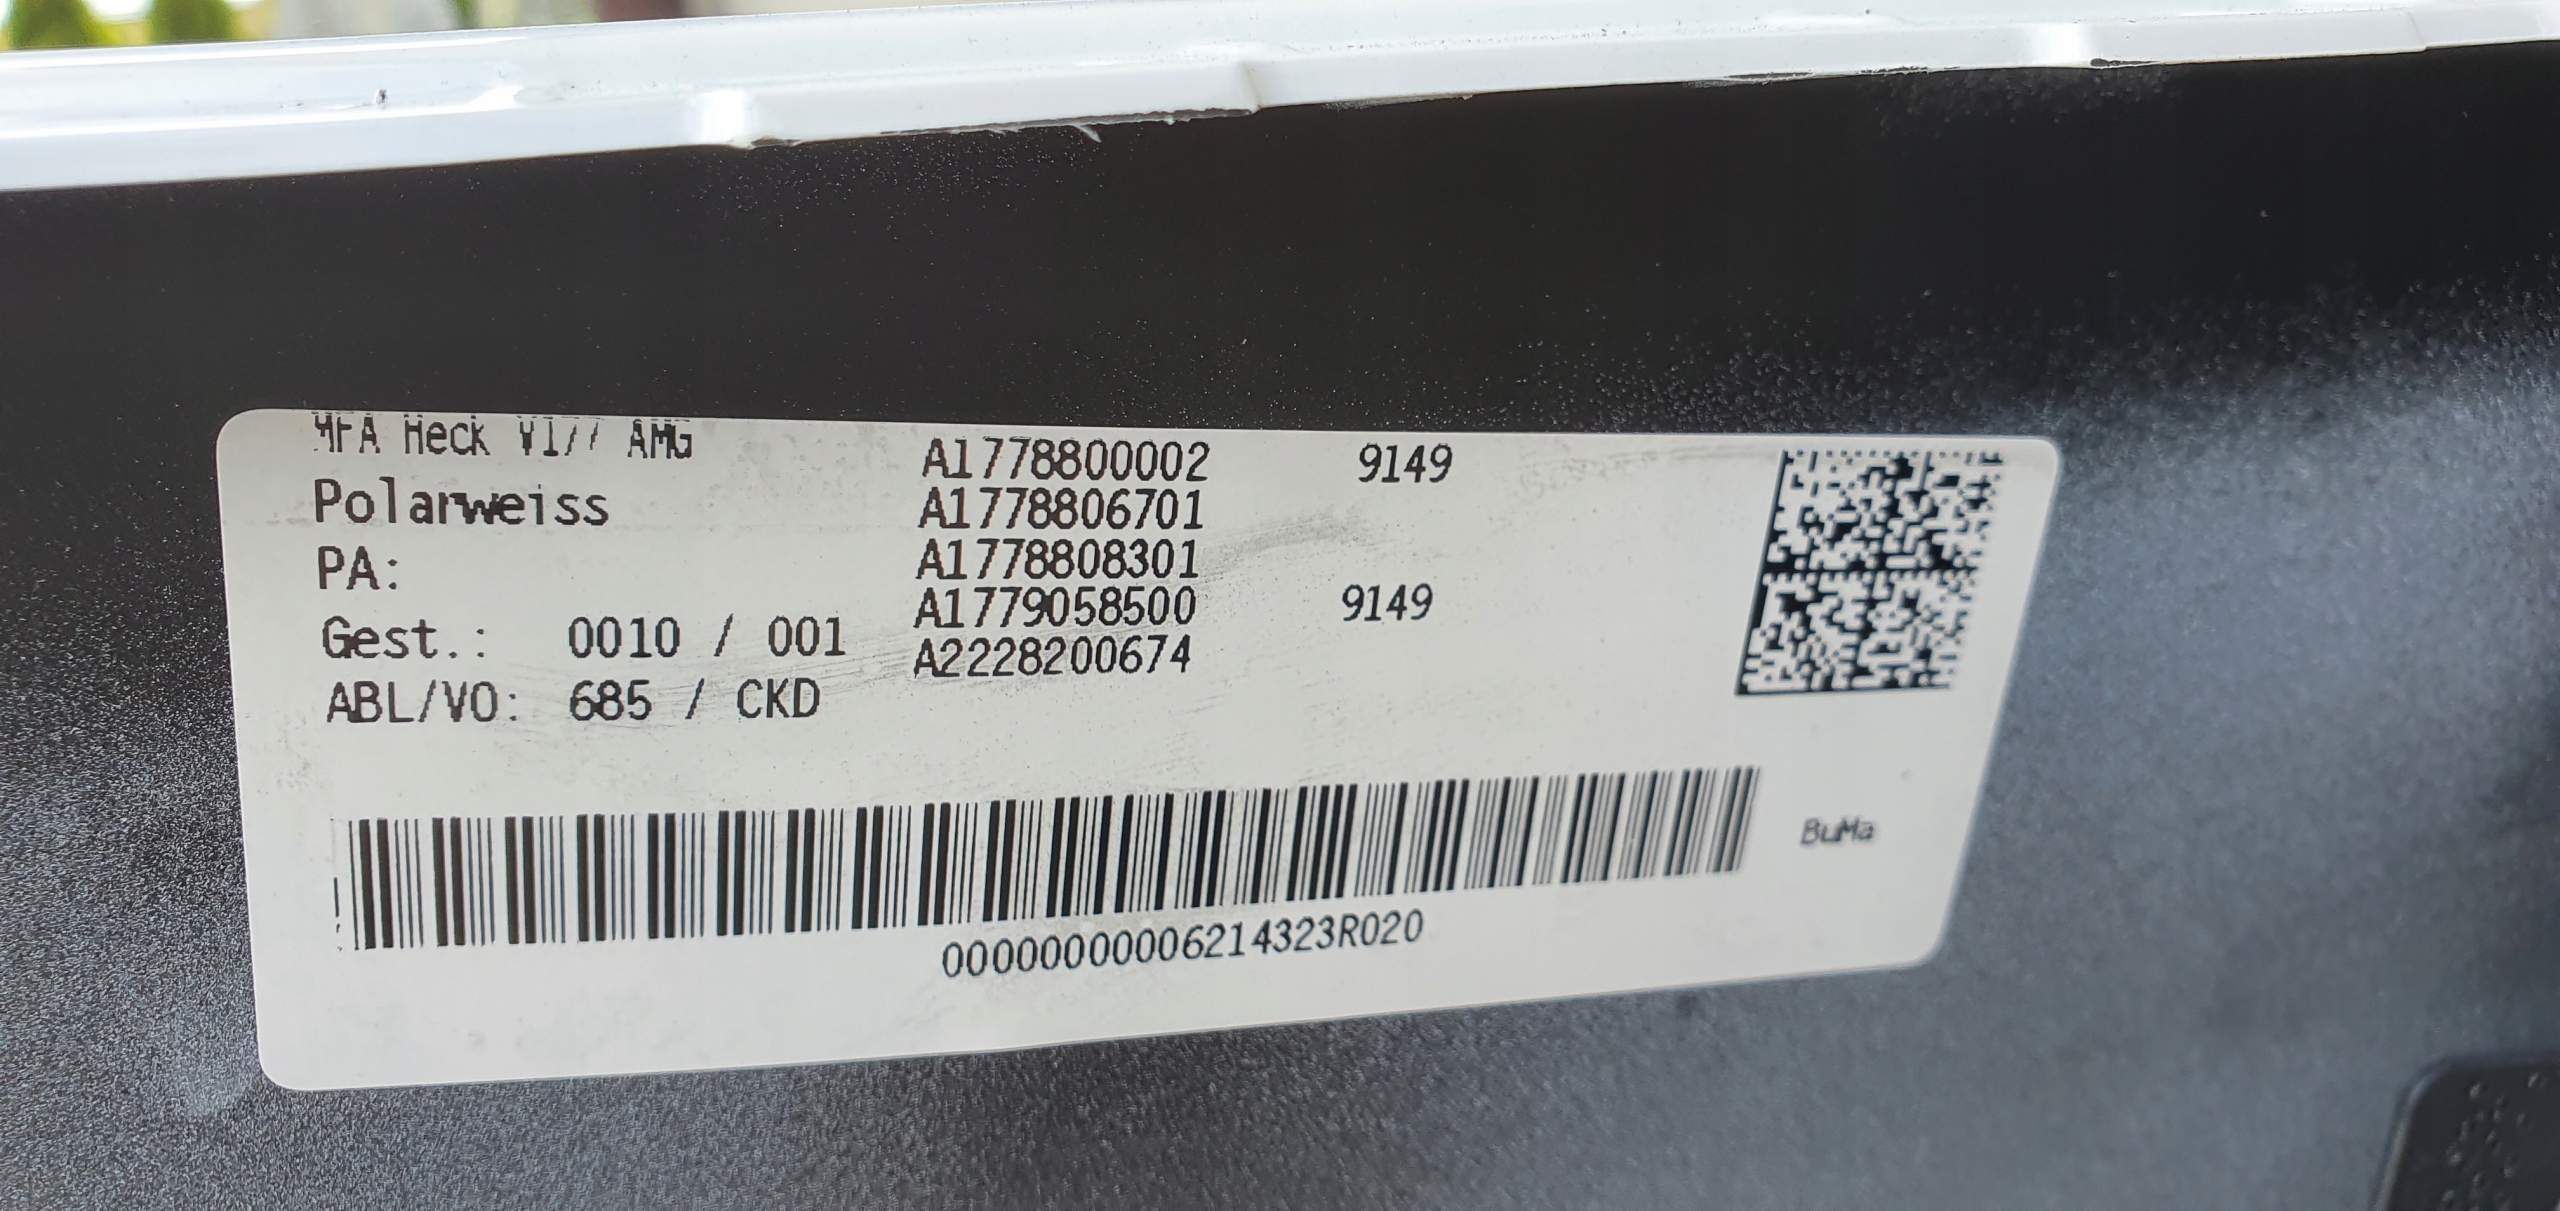 MFA Heck V177 AMG
Polarweiss
PA:
Gest.: 0010 / 001
ABL/VO: 685 / CKD
A1778800002 9149
A1778806701
A1778808301
A1779058500 9149
A2228200674
BuMa
00000000006214323R020